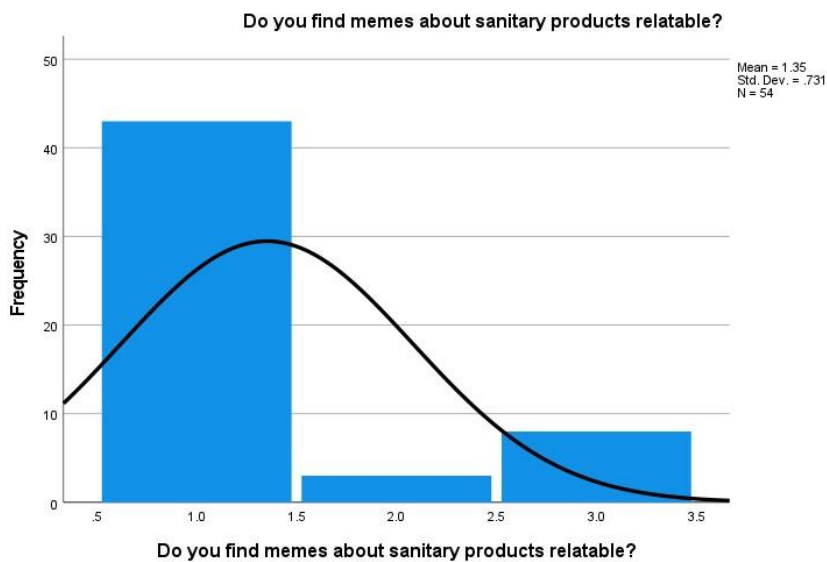 Do you find memes about sanitary products relatable?
Mean = 1.35
Std. Dev. = .731
N = 54
50
40
30
20
10
0
Frequency
.5 1.0 1.5 2.0 2.5 3.0 3.5
Do you find memes about sanitary products relatable?